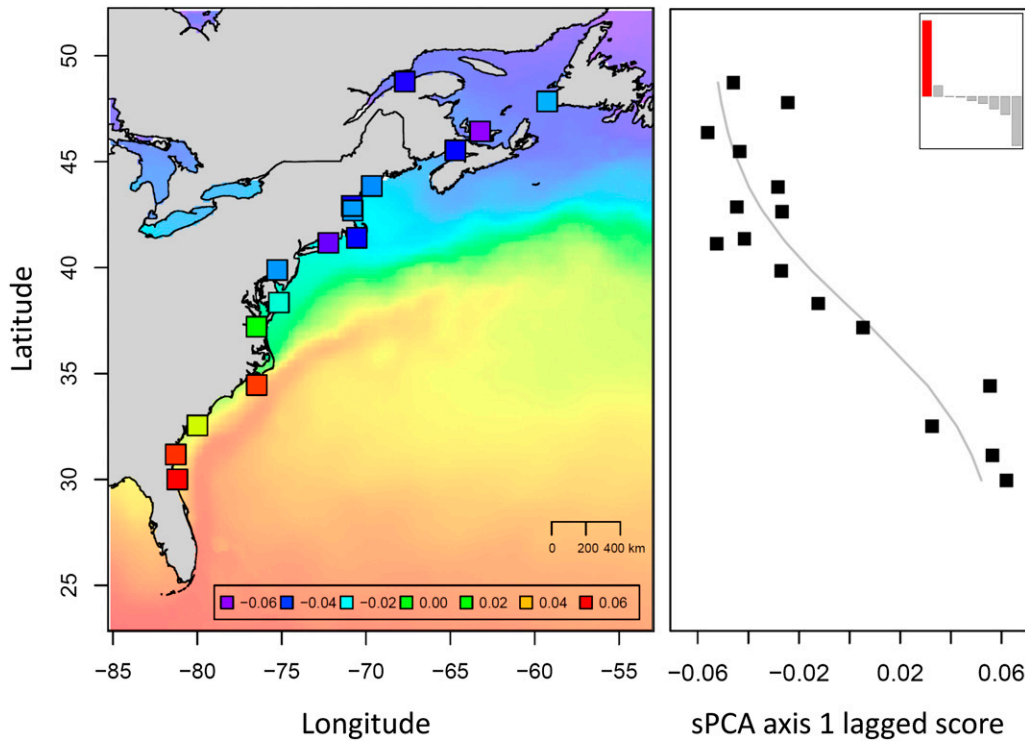 50
45
40
35
30
25
Latitude
0 200 400 km
−0.06 −0.04 −0.02 0.00 0.02 0.04 0.06
−85 −80 −75 −70 −65 −60 −55
Longitude
−0.06 −0.02 0.02 0.06
sPCA axis 1 lagged score